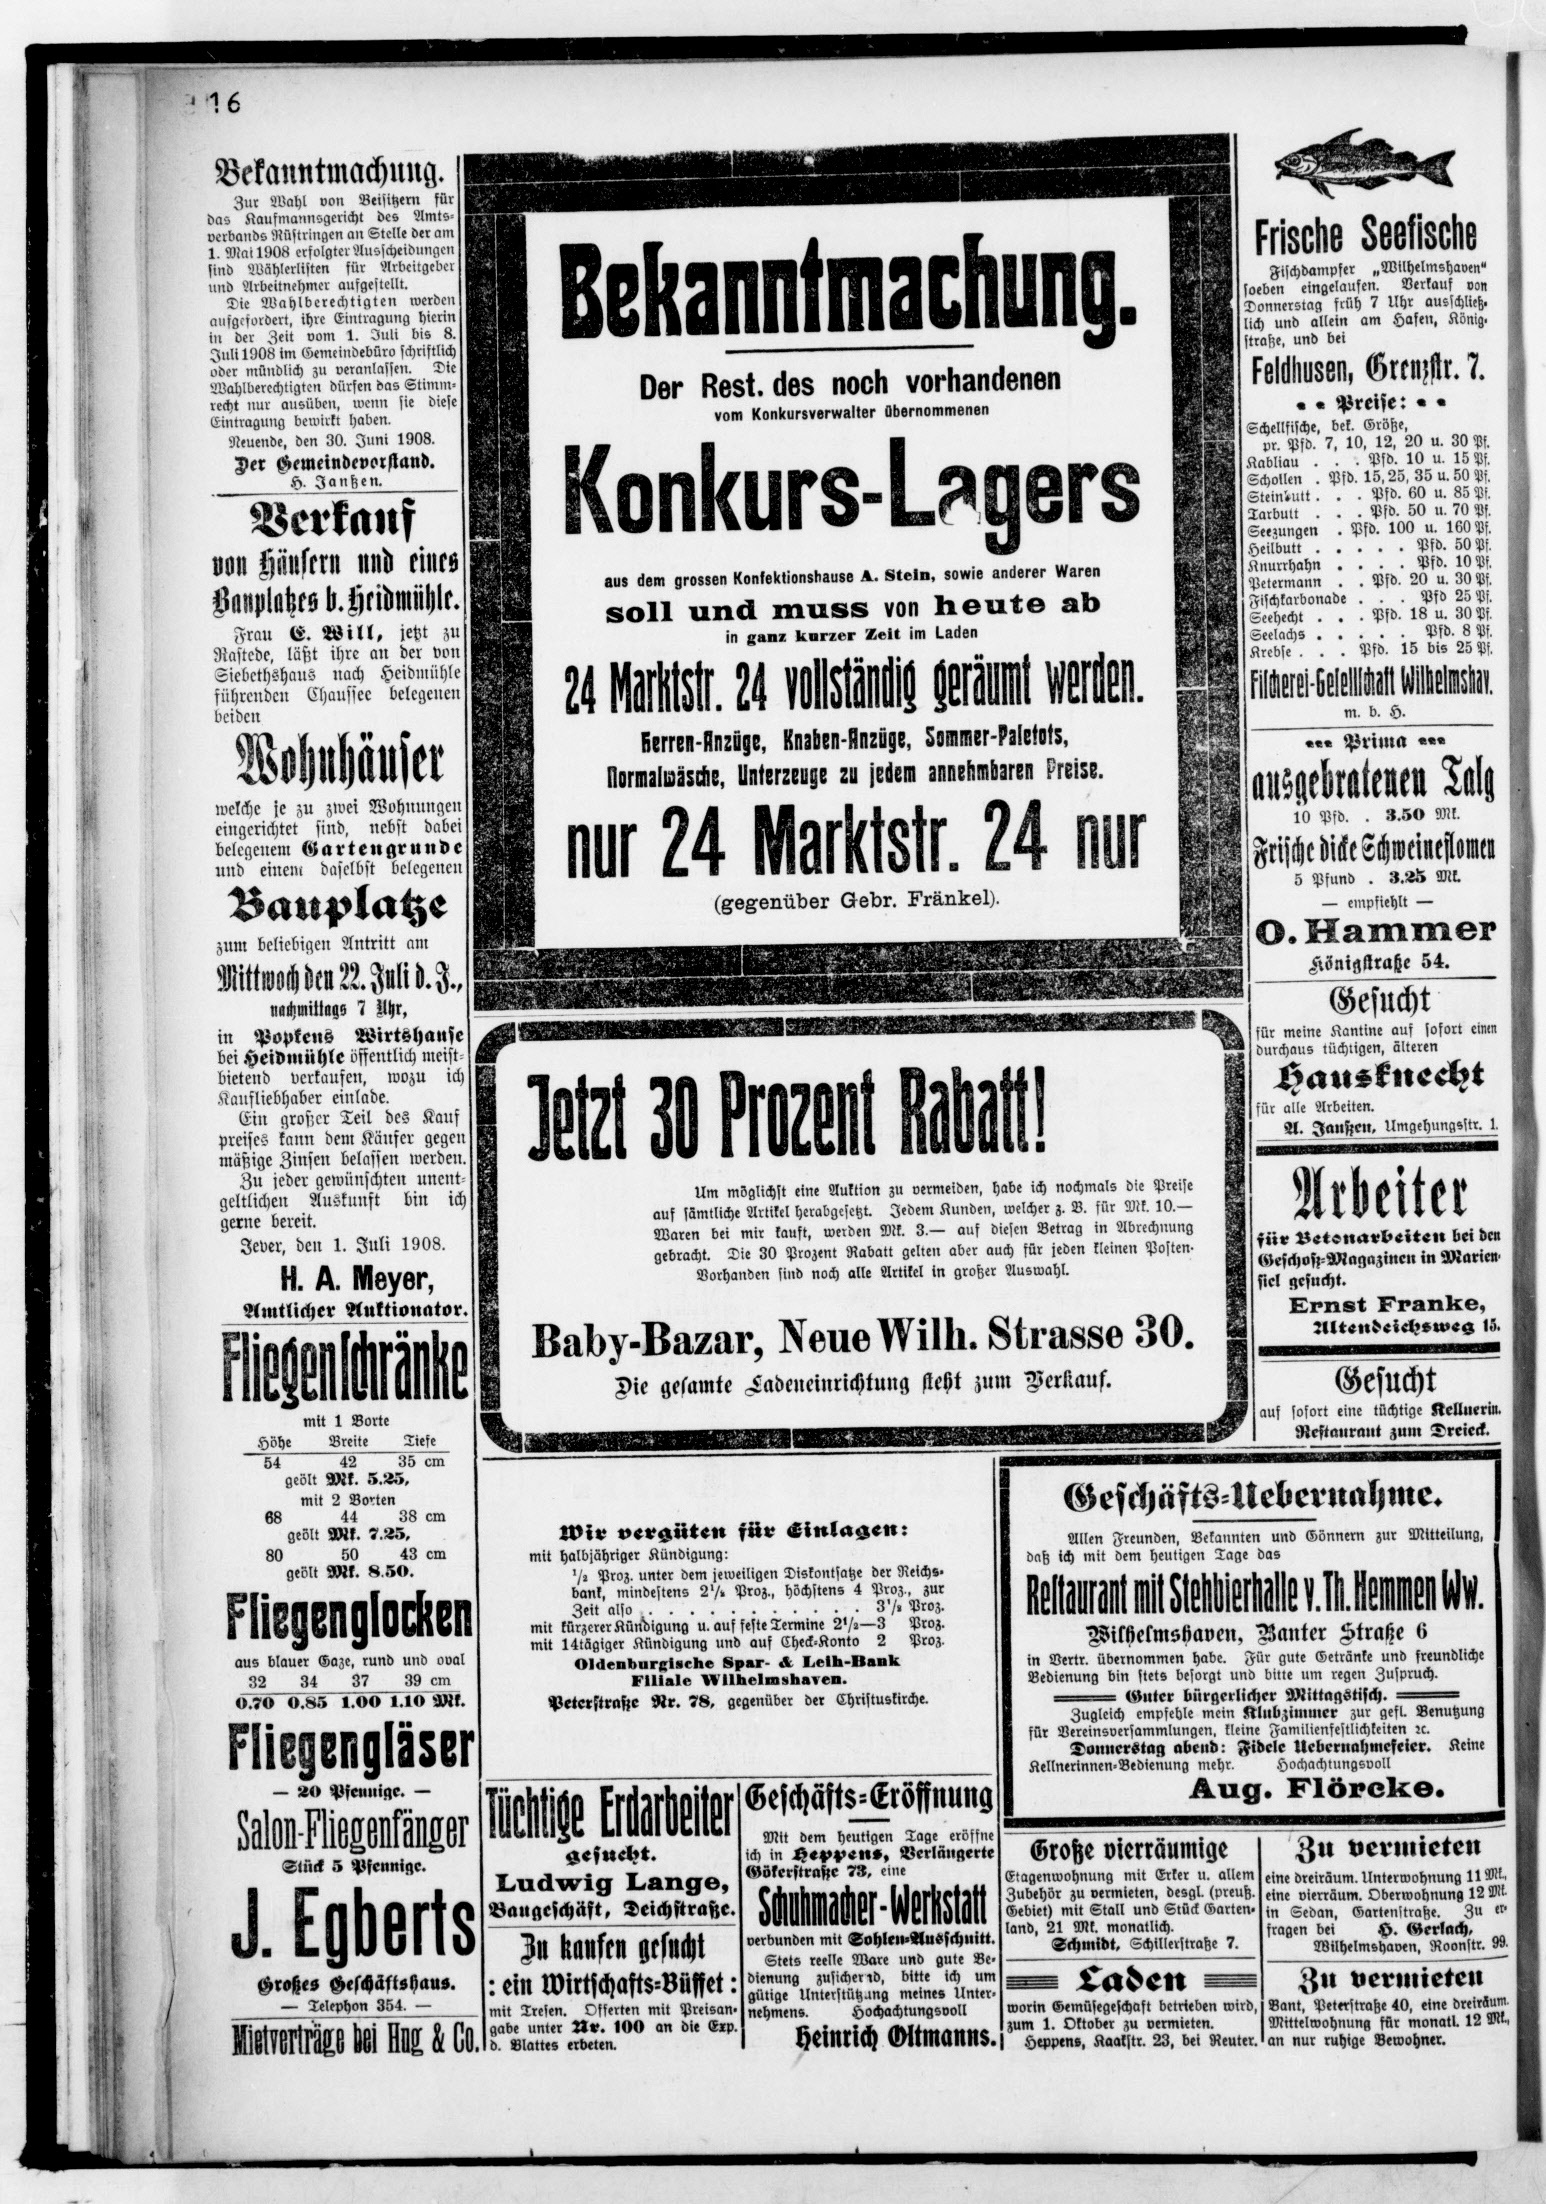 16
Bekanntmachung.
Zur Wahl von Beisitzern für
das Kaufmannsgericht des Amts-
verbands Rüstringen an Stelle der am
1. Mai 1908 erfolgter Ausscheidungen
sind Wählerlisten für Arbeitgeber
und Arbeitnehmer aufgestellt.
Die Wahlberechtigten werden
aufgefordert, ihre Eintragung hierin
in der Zeit vom 1. Juli bis 8.
Juli 1908 im Gemeindebüro schriftlich
oder mündlich zu veranlassen. Die
Wahlberechtigten dürfen das Stimm-
recht nur ausüben, wenn sie diese
Eintragung bewirkt haben.
Neuende, den 30. Juni 1908.
Der Gemeindevorstand.
H. Janßen.
Verkauf
von Häusern und eines
Bauplatzes b. Heidmühle.
Frau E. Will, jetzt zu
Rastede, läßt ihre an der von
Siebethshaus nach Heidmühle
führenden Chaussee belegenen
beiden
Wohnhäuser
welche je zu zwei Wohnungen
eingerichtet sind, nebst dabei
belegenem Gartengrunde
und einem daselbst belegenen
Bauplatze
zum beliebigen Antritt am
Mittwoch den 22. Juli d. J.,
nachmittags 7 Uhr,
in Popkens Wirtshause
bei Heidmühle öffentlich meist-
bietend verkaufen, wozu ich
Kaufliebhaber einlade.
Ein großer Teil des Kauf
preises kann dem Käufer gegen
mäßige Zinsen belassen werden.
Zu jeder gewünschten unent-
geltlichen Auskunft bin ich
gerne bereit.
Jever, den 1. Juli 1908.
H. A. Meyer,
Amtlicher Auktionator.
Fliegenschränke
mit 1 Borte
Höhe Breite Tiefe
54 42 35 cm
geölt Mk. 5.25,
mit 2 Borten
68 44 38 cm
geölt Mk. 7.25,
80 50 43 cm
geölt Mk. 8.50.
Fliegenglocken
aus blauer Gaze, rund und oval
32 34 37 39 cm
0.70 0.85 1.00 1.10 Mk.
Fliegengläser
— 20 Pfennige. —
Salon-Fliegenfänger
Stück 5 Pfennige.
J. Egberts
Großes Geschäftshaus.
— Telephon 354. —
Mietverträge bei Hug & Co.
Bekanntmachung.
Der Rest. des noch vorhandenen
vom Konkursverwalter übernommenen
Konkurs-Lagers
aus dem grossen Konfektionshause A. Stein, sowie anderer Waren
soll und muss von heute ab
in ganz kurzer Zeit im Laden
24 Marktstr. 24 vollständig geräumt werden.
Herren-Anzüge, Knaben-Anzüge, Sommer-Paletots,
Normalwäsche, Unterzeuge zu jedem annehmbaren Preise.
nur 24 Marktstr. 24 nur
(gegenüber Gebr. Fränkel).
Jetzt 30 Prozent Rabatt!
Um möglichst eine Auktion zu vermeiden, habe ich nochmals die Preise
auf sämtliche Artikel herabgesetzt. Jedem Kunden, welcher z. B. für Mk. 10.—
Waren bei mir kauft, werden Mk. 3.— auf diesen Betrag in Abrechnung
gebracht. Die 30 Prozent Rabatt gelten aber auch für jeden kleinen Posten.
Vorhanden sind noch alle Artikel in großer Auswahl.
Baby-Bazar, Neue Wilh. Strasse 30.
Die gesamte Ladeneinrichtung steht zum Verkauf.
Wir vergüten für Einlagen:
mit halbjähriger Kündigung:
1/2 Proz. unter dem jeweiligen Diskontsatze der Reichs-
bank, mindestens 2 1/2 Proz., höchstens 4 Proz., zur
Zeit also . . . . . . . . . . . . 3 1/2 Proz.
mit kürzerer Kündigung u. auf feste Termine 2 1/2—3 Proz.
mit 14tägiger Kündigung und auf Check-Konto 2 Proz.
Oldenburgische Spar- & Leih-Bank
Filiale Wilhelmshaven.
Peterstraße Nr. 78, gegenüber der Christuskirche.
Tüchtige Erdarbeiter
gesucht.
Ludwig Lange,
Baugeschäft, Deichstraße.
Zu kaufen gesucht
: ein Wirtschafts-Büffet :
mit Tresen. Offerten mit Preisan-
gabe unter Nr. 100 an die Exp.
d. Blattes erbeten.
Geschäfts-Eröffnung
Mit dem heutigen Tage eröffne
ich in Heppens, Verlängerte
Gökerstraße 73, eine
Schuhmacher-Werkstatt
verbunden mit Sohlen-Ausschnitt.
Stets reelle Ware und gute Be-
dienung zusichernd, bitte ich um
gütige Unterstützung meines Unter-
nehmens. Hochachtungsvoll
Heinrich Oltmanns.
Frische Seefische
Fischdampfer „Wilhelmshaven“
soeben eingelaufen. Verkauf von
Donnerstag früh 7 Uhr ausschließ-
lich und allein am Hafen, König-
straße, und bei
Feldhusen, Grenzstr. 7.
Preise:
Schellfische, bek. Größe,
pr. Pfd. 7, 10, 12, 20 u. 30 Pf.
Kabliau . . . Pfd. 10 u. 15 Pf.
Schollen . Pfd. 15, 25, 35 u. 50 Pf.
Steinbutt . . . Pfd. 60 u. 85 Pf.
Tarbutt . . . Pfd. 50 u. 70 Pf.
Seezungen . Pfd. 100 u. 160 Pf.
Heilbutt . . . . . Pfd. 50 Pf.
Knurrhahn . . . . Pfd. 10 Pf.
Petermann . . Pfd. 20 u. 30 Pf.
Fischkarbonade . . . Pfd 25 Pf.
Seehecht . . . Pfd. 18 u. 30 Pf.
Seelachs . . . . . Pfd. 8 Pf.
Krebse . . . Pfd. 15 bis 25 Pf.
Fischerei-Gesellschaft Wilhelmshav.
m. b. H.
Prima
ausgebratenen Talg
10 Pfd. . 3.50 Mk.
Frische dicke Schweineflomen
5 Pfund . 3.25 Mk.
— empfiehlt —
O. Hammer
Königstraße 54.
Gesucht
für meine Kantine auf sofort einen
durchaus tüchtigen, älteren
Hausknecht
für alle Arbeiten.
A. Janßen, Umgehungsstr. 1.
Arbeiter
für Betonarbeiten bei den
Geschoß-Magazinen in Marien-
siel gesucht.
Ernst Franke,
Altendeichsweg 15.
Gesucht
auf sofort eine tüchtige Kellnerin.
Restaurant zum Dreieck.
Geschäfts-Uebernahme.
Allen Freunden, Bekannten und Gönnern zur Mitteilung,
daß ich mit dem heutigen Tage das
Restaurant mit Stehbierhalle v. Th. Hemmen Ww.
Wilhelmshaven, Banter Straße 6
in Vertr. übernommen habe. Für gute Getränke und freundliche
Bedienung bin stets besorgt und bitte um regen Zuspruch.
Guter bürgerlicher Mittagstisch.
Zugleich empfehle mein Klubzimmer zur gefl. Benutzung
für Vereinsversammlungen, kleine Familienfestlichkeiten ꝛc.
Donnerstag abend: Fidele Uebernahmefeier. Keine
Kellnerinnen-Bedienung mehr. Hochachtungsvoll
Aug. Flörcke.
Große vierräumige
Etagenwohnung mit Erker u. allem
Zubehör zu vermieten, desgl. (preuß.
Gebiet) mit Stall und Stück Garten-
land, 21 Mk. monatlich.
Schmidt, Schillerstraße 7.
Laden
worin Gemüsegeschäft betrieben wird,
zum 1. Oktober zu vermieten.
Heppens, Kaakstr. 23, bei Reuter.
Zu vermieten
eine dreiräum. Unterwohnung 11 Mk.,
eine vierräum. Oberwohnung 12 Mk.
in Sedan, Gartenstraße. Zu er-
fragen bei H. Gerlach,
Wilhelmshaven, Roonstr. 99.
Zu vermieten
Bant, Peterstraße 40, eine dreiräum.
Mittelwohnung für monatl. 12 Mk.,
an nur ruhige Bewohner.